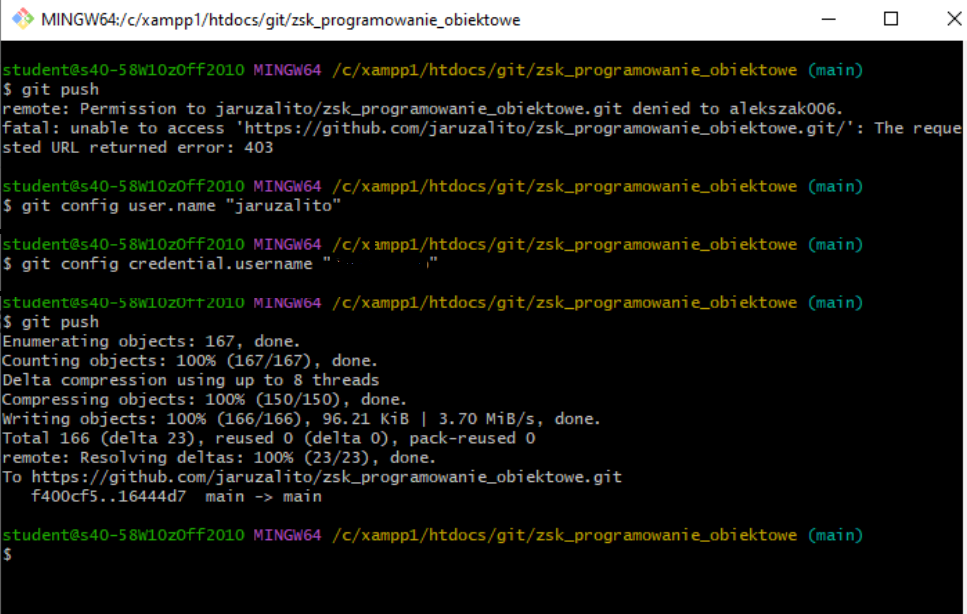 MINGW64:/c/xampp1/htdocs/git/zsk_programowanie_obiektowe
student@s40-58W10zOff2010 MINGW64 /c/xampp1/htdocs/git/zsk_programowanie_obiektowe (main)
$ git push
remote: Permission to jaruzalito/zsk_programowanie_obiektowe.git denied to alekszak006.
fatal: unable to access 'https://github.com/jaruzalito/zsk_programowanie_obiektowe.git/': The reque
sted URL returned error: 403
student@s40-58W10zOff2010 MINGW64 /c/xampp1/htdocs/git/zsk_programowanie_obiektowe (main)
$ git config user.name "jaruzalito"
student@s40-58W10zOff2010 MINGW64 /c/xampp1/htdocs/git/zsk_programowanie_obiektowe (main)
$ git config credential.username " "
student@s40-58W10zOff2010 MINGW64 /c/xampp1/htdocs/git/zsk_programowanie_obiektowe (main)
$ git push
Enumerating objects: 167, done.
Counting objects: 100% (167/167), done.
Delta compression using up to 8 threads
Compressing objects: 100% (150/150), done.
Writing objects: 100% (166/166), 96.21 KiB | 3.70 MiB/s, done.
Total 166 (delta 23), reused 0 (delta 0), pack-reused 0
remote: Resolving deltas: 100% (23/23), done.
To https://github.com/jaruzalito/zsk_programowanie_obiektowe.git
   f400cf5..16444d7  main -> main
student@s40-58W10zOff2010 MINGW64 /c/xampp1/htdocs/git/zsk_programowanie_obiektowe (main)
$